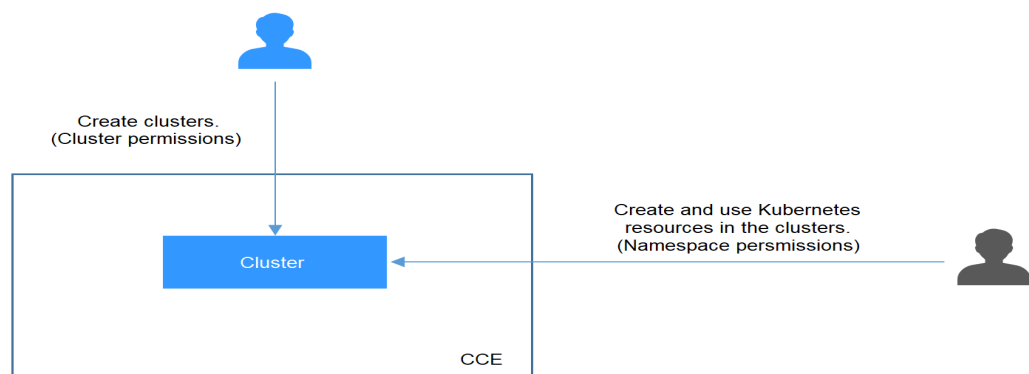 Create clusters.
(Cluster permissions)
Create and use Kubernetes
resources in the clusters.
(Namespace persmissions)
Cluster
CCE